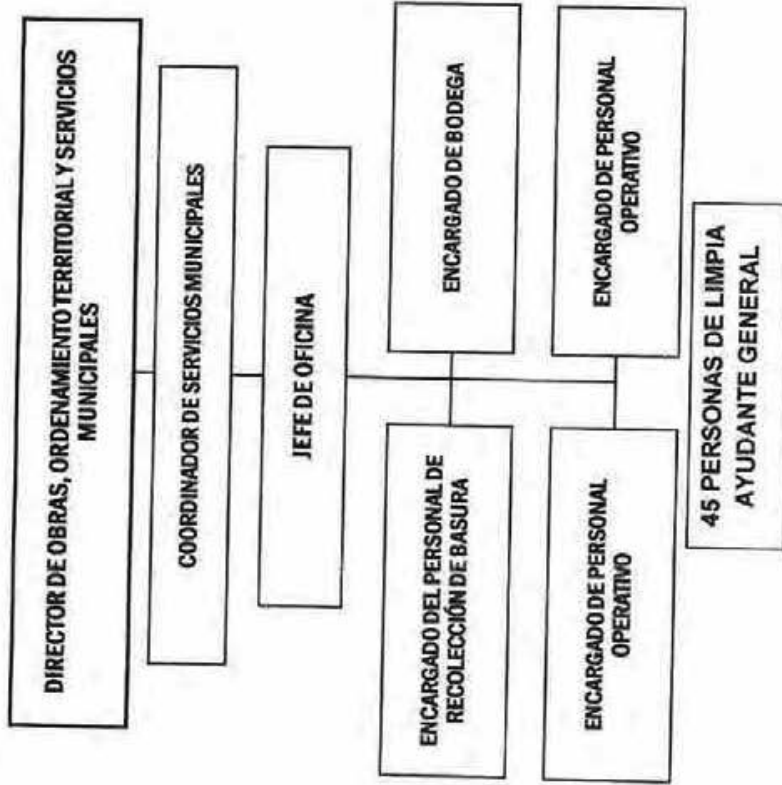 DIRECTOR DE OBRAS, ORDENAMIENTO TERRITORIAL Y SERVICIOS
MUNICIPALES
COORDINADOR DE SERVICIOS MUNICIPALES
JEFE DE OFICINA
ENCARGADO DEL PERSONAL DE
RECOLECCIÓN DE BASURA
ENCARGADO DE BODEGA
ENCARGADO DE PERSONAL
OPERATIVO
ENCARGADO DE PERSONAL
OPERATIVO
45 PERSONAS DE LIMPIA
AYUDANTE GENERAL